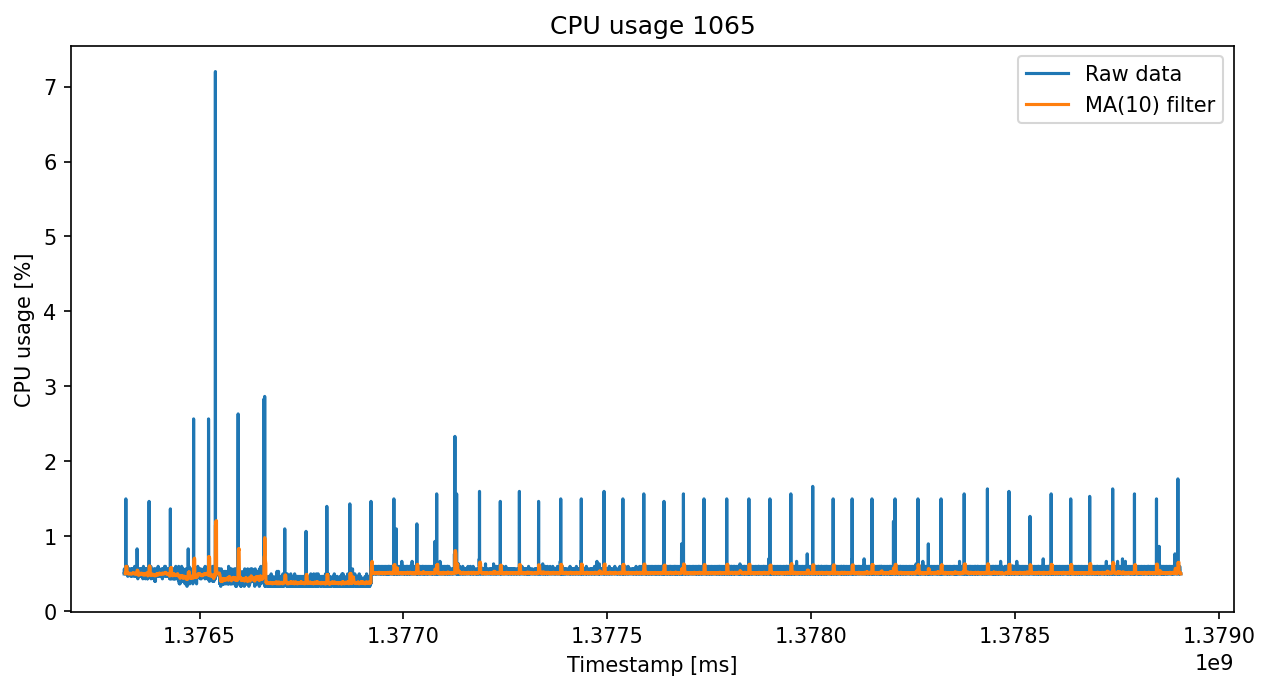 CPU usage 1065
Raw data
MA(10) filter
CPU usage [%]
7
6
5
4
3
2
1
0
1.3765 1.3770 1.3775 1.3780 1.3785 1.3790
1e9
Timestamp [ms]